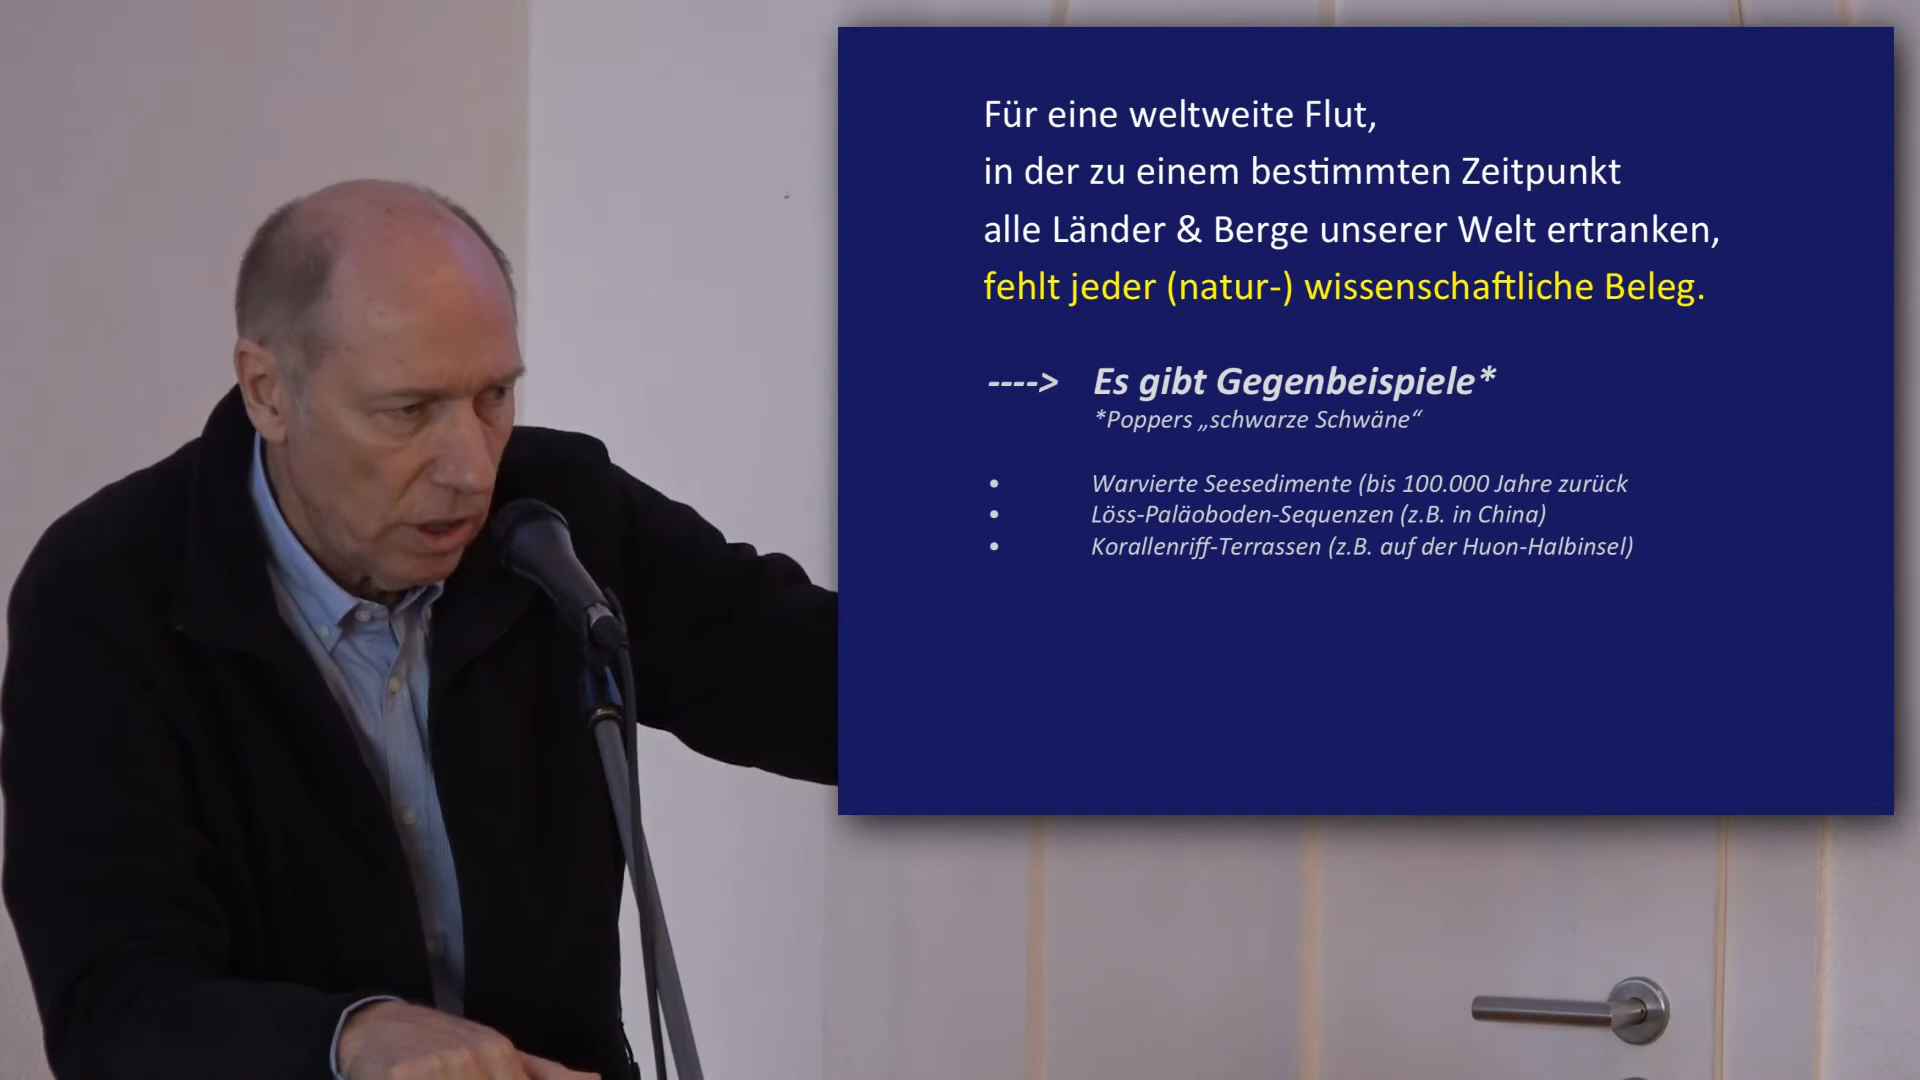 Für eine weltweite Flut,
in der zu einem bestimmten Zeitpunkt
alle Länder & Berge unserer Welt ertranken,
fehlt jeder (natur-) wissenschaftliche Beleg.
----> Es gibt Gegenbeispiele*
*Poppers „schwarze Schwäne“
• Warvierte Seesedimente (bis 100.000 Jahre zurück
• Löss-Paläoboden-Sequenzen (z.B. in China)
• Korallenriff-Terrassen (z.B. auf der Huon-Halbinsel)